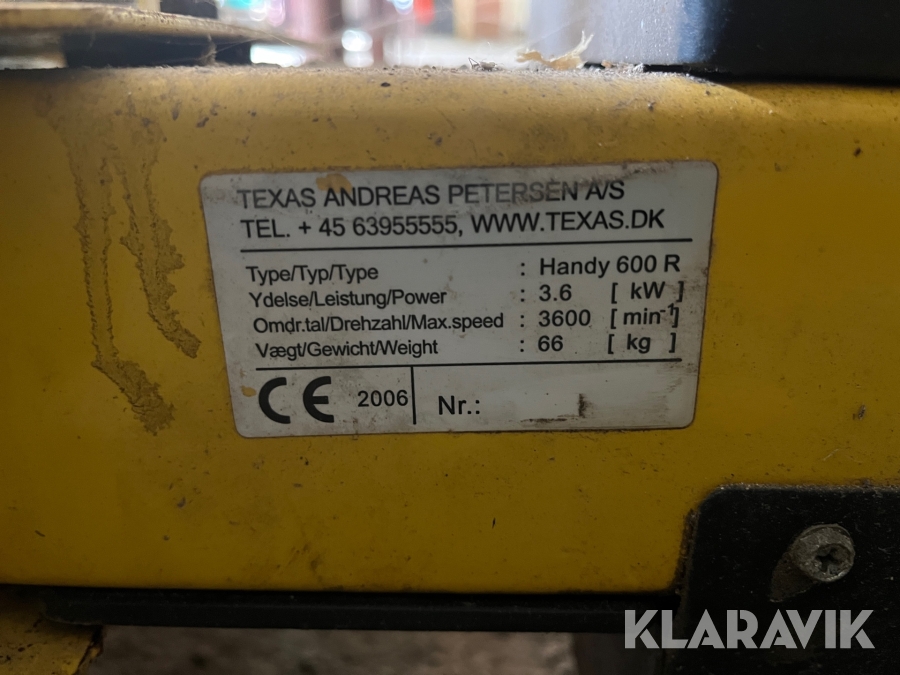 TEXAS ANDREAS PETERSEN A/S
TEL. + 45 63955555, WWW.TEXAS.DK
Type/Typ/Type : Handy 600 R
Ydelse/Leistung/Power : 3.6 [ kW ]
Omdr.tal/Drehzahl/Max.speed : 3600 [ min⁻¹]
Vægt/Gewicht/Weight : 66 [ kg ]
CE 2006 Nr.:
KLARAVIK